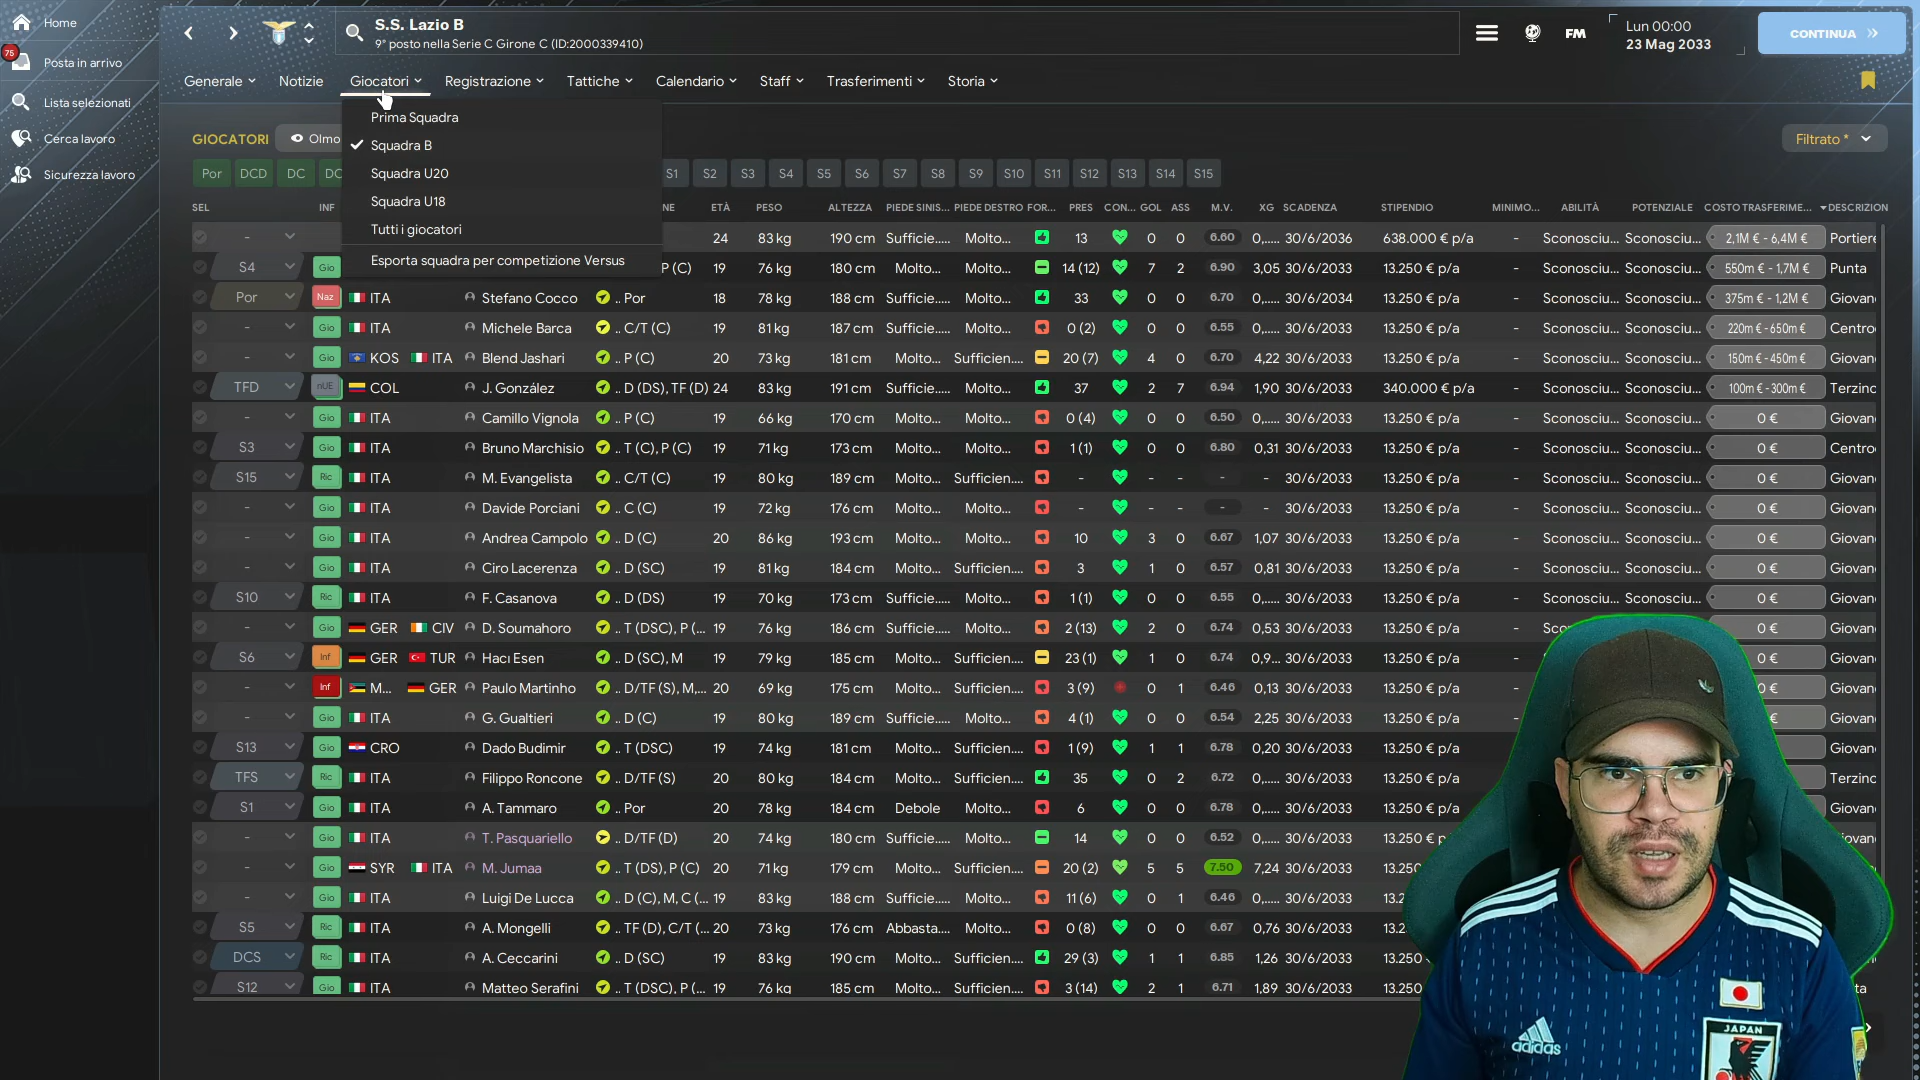 Home
75
Posta in arrivo
Lista selezionati
Cerca lavoro
Sicurezza lavoro
S.S. Lazio B
9° posto nella Serie C Girone C (ID:2000339410)
FM
Lun 00:00
23 Mag 2033
CONTINUA
Generale Notizie Giocatori Registrazione Tattiche Calendario Staff Trasferimenti Storia
Prima Squadra
Squadra B
Squadra U20
Squadra U18
Tutti i giocatori
Esporta squadra per competizione Versus
GIOCATORI Olmo
Filtrato *
Por DCD DC S1 S2 S3 S4 S5 S6 S7 S8 S9 S10 S11 S12 S13 S14 S15
SEL INF NE ETÀ PESO ALTEZZA PIEDE SINIS... PIEDE DESTRO FOR... PRES CON... GOL ASS M.V. XG SCADENZA STIPENDIO MINIMO... ABILITÀ POTENZIALE COSTO TRASFERIME... DESCRIZION
- 24 83 kg 190 cm Sufficie..... Molto... 13 0 0 6.60 0,..... 30/6/2036 638.000 € p/a - Sconosciu... Sconosciu... 2,1M € - 6,4M € Portiere
S4 Gio P (C) 19 76 kg 180 cm Molto... Molto... 14 (12) 7 2 6.90 3,05 30/6/2033 13.250 € p/a - Sconosciu... Sconosciu... 550m € - 1,7M € Punta
Por Naz ITA Stefano Cocco .. Por 18 78 kg 188 cm Sufficie..... Molto... 33 0 0 6.70 0,..... 30/6/2034 13.250 € p/a - Sconosciu... Sconosciu... 375m € - 1,2M € Giovan
- Gio ITA Michele Barca .. C/T (C) 19 81 kg 187 cm Sufficie..... Molto... 0 (2) 0 0 6.55 0,..... 30/6/2033 13.250 € p/a - Sconosciu... Sconosciu... 220m € - 650m € Centro
- Gio KOS ITA Blend Jashari .. P (C) 20 73 kg 181 cm Molto... Sufficien.... 20 (7) 4 0 6.70 4,22 30/6/2033 13.250 € p/a - Sconosciu... Sconosciu... 150m € - 450m € Giovan
TFD nUE COL J. González .. D (DS), TF (D) 24 83 kg 191 cm Sufficie..... Molto... 37 2 7 6.94 1,90 30/6/2033 340.000 € p/a - Sconosciu... Sconosciu... 100m € - 300m € Terzino
- Gio ITA Camillo Vignola .. P (C) 19 66 kg 170 cm Molto... Molto... 0 (4) 0 0 6.50 0,..... 30/6/2033 13.250 € p/a - Sconosciu... Sconosciu... 0 € Giovan
S3 Gio ITA Bruno Marchisio .. T (C), P (C) 19 71 kg 173 cm Molto... Molto... 1 (1) 0 0 6.80 0,31 30/6/2033 13.250 € p/a - Sconosciu... Sconosciu... 0 € Centro
S15 Ric ITA M. Evangelista .. C/T (C) 19 80 kg 189 cm Molto... Sufficien.... - - - - - 30/6/2033 13.250 € p/a - Sconosciu... Sconosciu... 0 € Giovan
- Gio ITA Davide Porciani .. C (C) 19 72 kg 176 cm Molto... Molto... - - - - - 30/6/2033 13.250 € p/a - Sconosciu... Sconosciu... 0 € Giovan
- Gio ITA Andrea Campolo .. D (C) 20 86 kg 193 cm Molto... Molto... 10 3 0 6.67 1,07 30/6/2033 13.250 € p/a - Sconosciu... Sconosciu... 0 € Giovan
- Gio ITA Ciro Lacerenza .. D (SC) 19 81 kg 184 cm Molto... Sufficien.... 3 1 0 6.57 0,81 30/6/2033 13.250 € p/a - Sconosciu... Sconosciu... 0 € Giovan
S10 Ric ITA F. Casanova .. D (DS) 19 70 kg 173 cm Sufficie..... Molto... 1 (1) 0 0 6.55 0,..... 30/6/2033 13.250 € p/a - Sconosciu... Sconosciu... 0 € Giovan
- Gio GER CIV D. Soumahoro .. T (DSC), P (... 19 76 kg 186 cm Sufficie..... Molto... 2 (13) 2 0 6.74 0,53 30/6/2033 13.250 € p/a - 0 € Giovan
S6 Inf GER TUR Hacı Esen .. D (SC), M 19 79 kg 185 cm Molto... Sufficien.... 23 (1) 1 0 6.74 0,9... 30/6/2033 13.250 € p/a - 0 € Giovan
- Inf M... GER Paulo Martinho .. D/TF (S), M,... 20 69 kg 175 cm Molto... Sufficien.... 3 (9) 0 1 6.46 0,13 30/6/2033 13.250 € p/a - 0 € Giovan
- Gio ITA G. Gualtieri .. D (C) 19 80 kg 189 cm Sufficie..... Molto... 4 (1) 0 0 6.54 2,25 30/6/2033 13.250 € p/a - € Giovan
S13 Gio CRO Dado Budimir .. T (DSC) 19 74 kg 181 cm Molto... Sufficien.... 1 (9) 1 1 6.78 0,20 30/6/2033 13.250 € p/a Giovan
TFS Ric ITA Filippo Roncone .. D/TF (S) 20 80 kg 184 cm Molto... Sufficien.... 35 0 2 6.72 0,..... 30/6/2033 13.250 € p/a Terzino
S1 Gio ITA A. Tammaro .. Por 20 78 kg 184 cm Debole Molto... 6 0 0 6.78 0,..... 30/6/2033 13.250 € p/a Giovan
- Gio ITA T. Pasquariello .. D/TF (D) 20 74 kg 180 cm Sufficie..... Molto... 14 0 0 6.52 0,..... 30/6/2033 13.250 € p iovan
- Gio SYR ITA M. Jumaa .. T (DS), P (C) 20 71 kg 179 cm Molto... Sufficien.... 20 (2) 5 5 7.50 7,24 30/6/2033 13.250 Giovan
- Gio ITA Luigi De Lucca .. D (C), M, C (... 19 83 kg 188 cm Sufficie..... Molto... 11 (6) 0 1 6.46 0,..... 30/6/2033 13.2
S5 Ric ITA A. Mongelli .. TF (D), C/T (... 20 73 kg 176 cm Abbasta.... Molto... 0 (8) 0 0 6.67 0,76 30/6/2033 13.2
DCS Ric ITA A. Ceccarini .. D (SC) 19 83 kg 190 cm Molto... Sufficien.... 29 (3) 1 1 6.85 1,26 30/6/2033 13.25
S12 Gio ITA Matteo Serafini .. T (DSC), P (... 19 76 kg 185 cm Molto... Sufficien.... 3 (14) 2 1 6.71 1,89 30/6/2033 13.250 ta
adidas
JAPAN